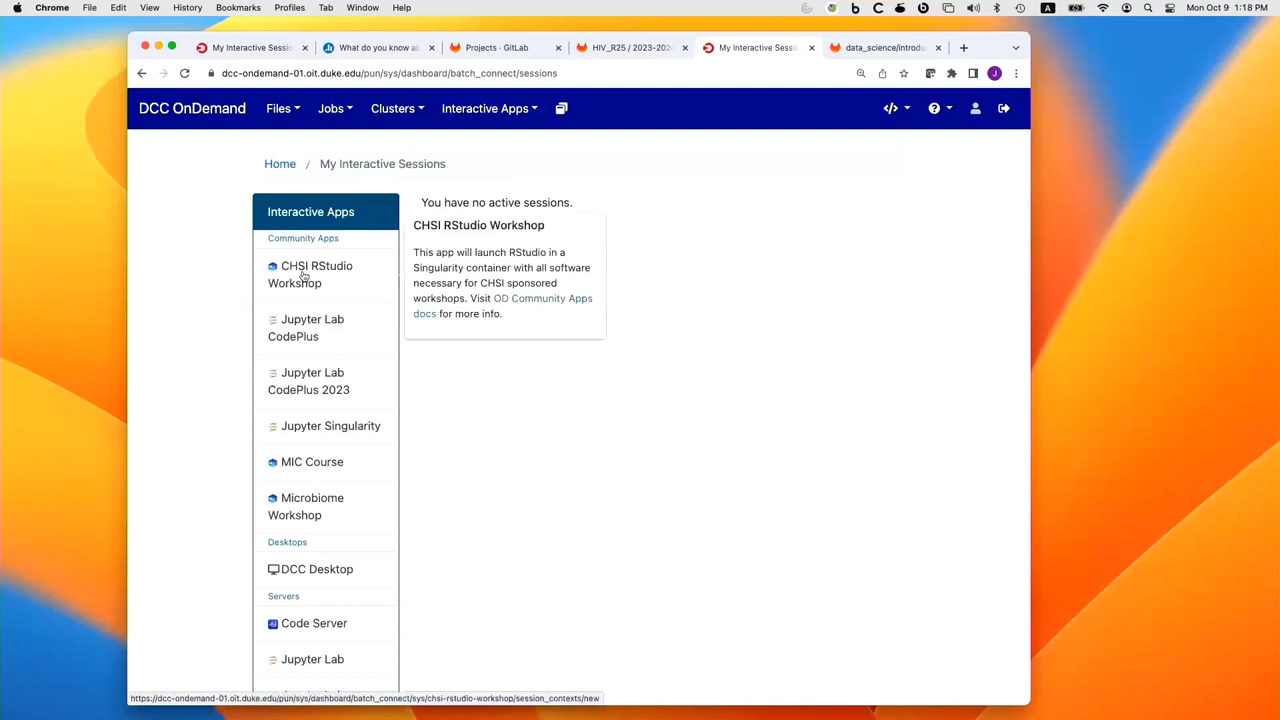 Chrome File Edit View History Bookmarks Profiles Tab Window Help
A Mon Oct 9 1:18 PM
My Interactive Sessio
What do you know ab
Projects · GitLab
HIV_R25 / 2023-202
My Interactive Sessio
data_science/introdu
dcc-ondemand-01.oit.duke.edu/pun/sys/dashboard/batch_connect/sessions
J
DCC OnDemand Files Jobs Clusters Interactive Apps
Home / My Interactive Sessions
Interactive Apps
Community Apps
CHSI RStudio
Workshop
Jupyter Lab
CodePlus
Jupyter Lab
CodePlus 2023
Jupyter Singularity
MIC Course
Microbiome
Workshop
Desktops
DCC Desktop
Servers
Code Server
Jupyter Lab
You have no active sessions.
CHSI RStudio Workshop
This app will launch RStudio in a
Singularity container with all software
necessary for CHSI sponsored
workshops. Visit OD Community Apps
docs for more info.
https://dcc-ondemand-01.oit.duke.edu/pun/sys/dashboard/batch_connect/sys/chsi-rstudio-workshop/session_contexts/new